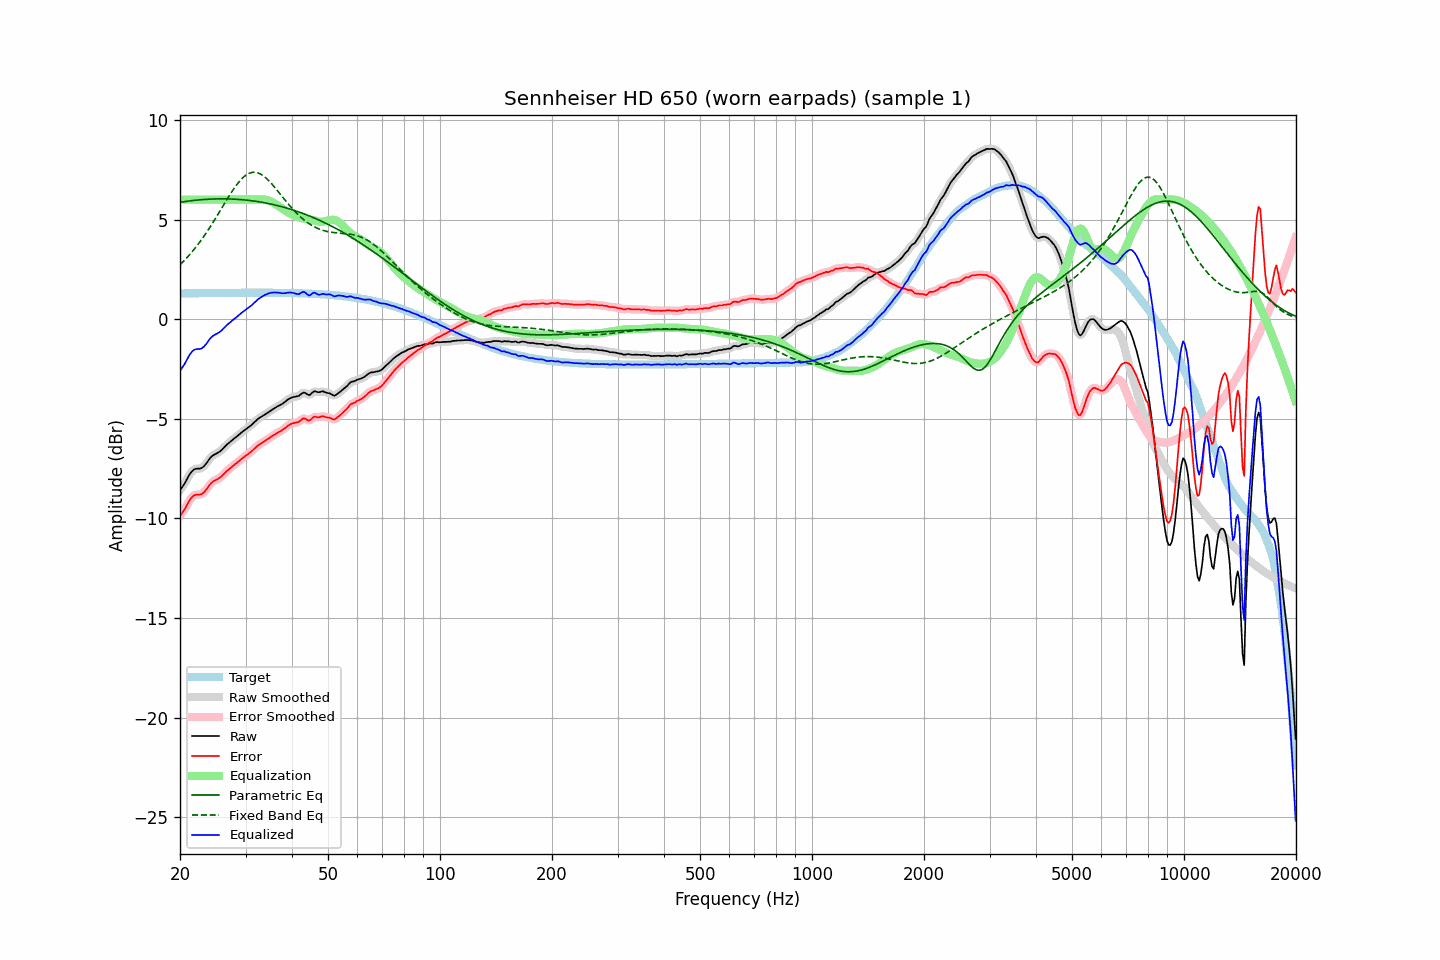 Sennheiser HD 650 (worn earpads) (sample 1)
Amplitude (dBr)
10
5
0
−5
−10
−15
−20
−25
Target
Raw Smoothed
Error Smoothed
Raw
Error
Equalization
Parametric Eq
Fixed Band Eq
Equalized
20 50 100 200 500 1000 2000 5000 10000 20000
Frequency (Hz)